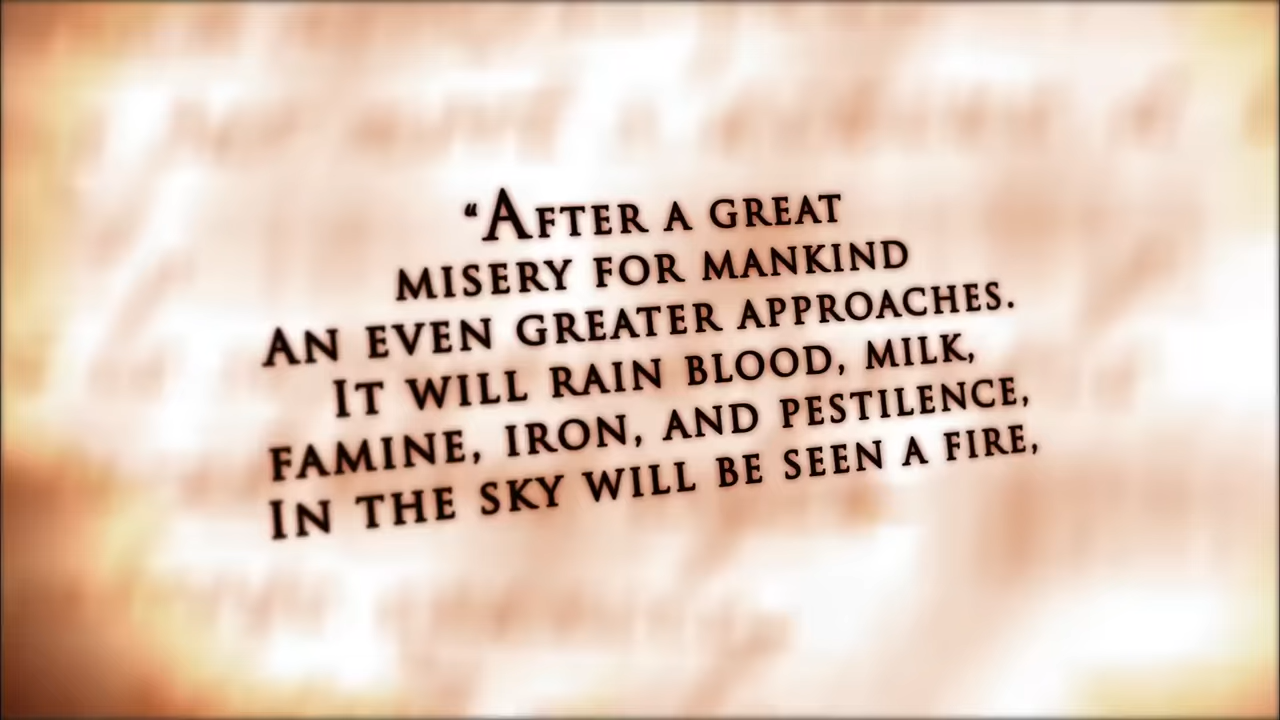 “After a great
misery for mankind
An even greater approaches.
It will rain blood, milk,
famine, iron, and pestilence,
In the sky will be seen a fire,